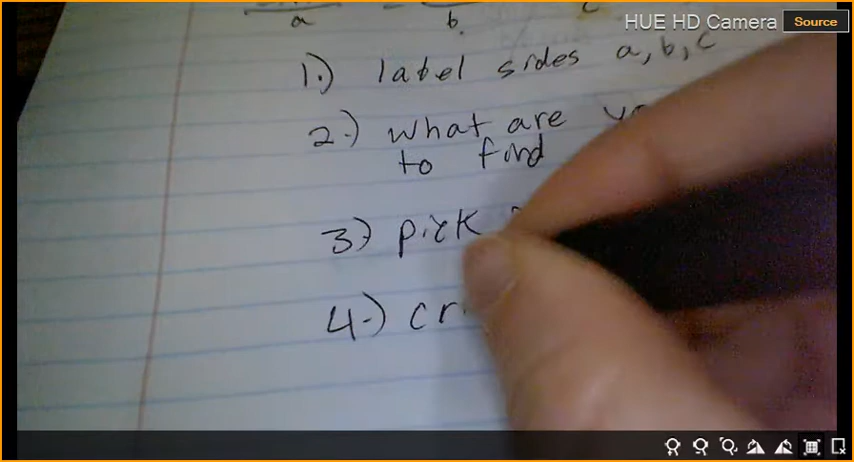 HUE HD Camera Source
a = b c
1.) label sides a, b, c
2.) what are
to find
3) pick
4.) cr